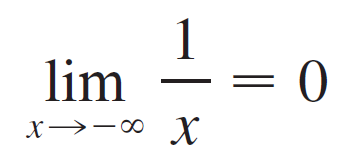 lim x→−∞ 1/x = 0